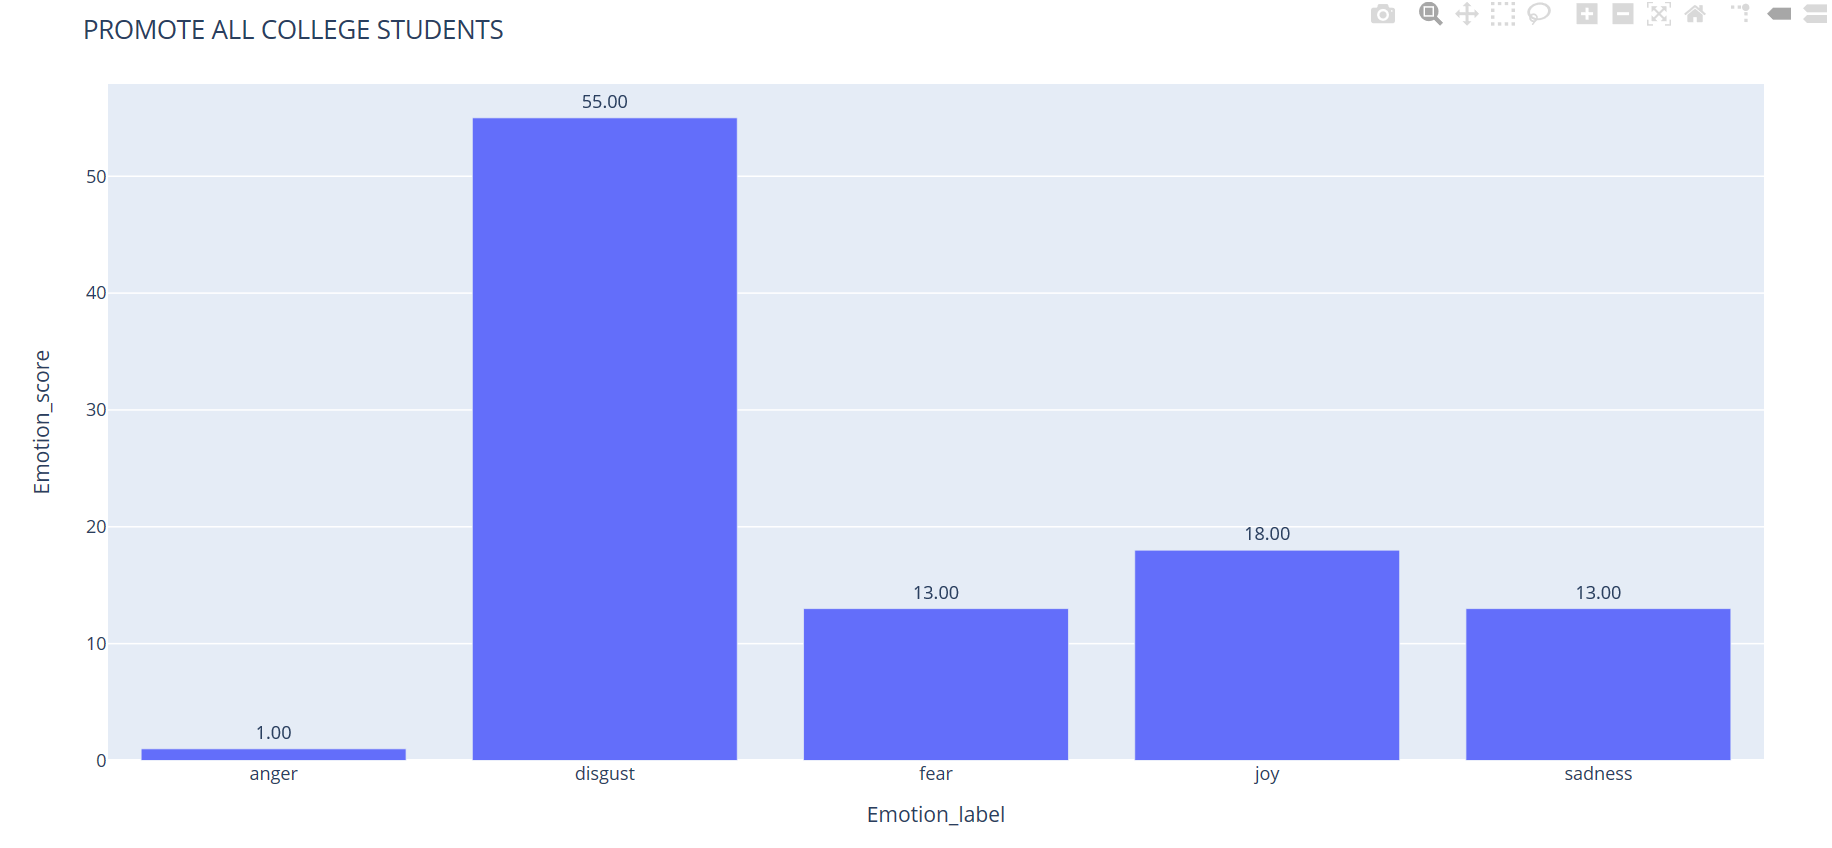 PROMOTE ALL COLLEGE STUDENTS
55.00
50
40
30
20
18.00
13.00
13.00
10
1.00
0
anger disgust fear joy sadness
Emotion_score
Emotion_label